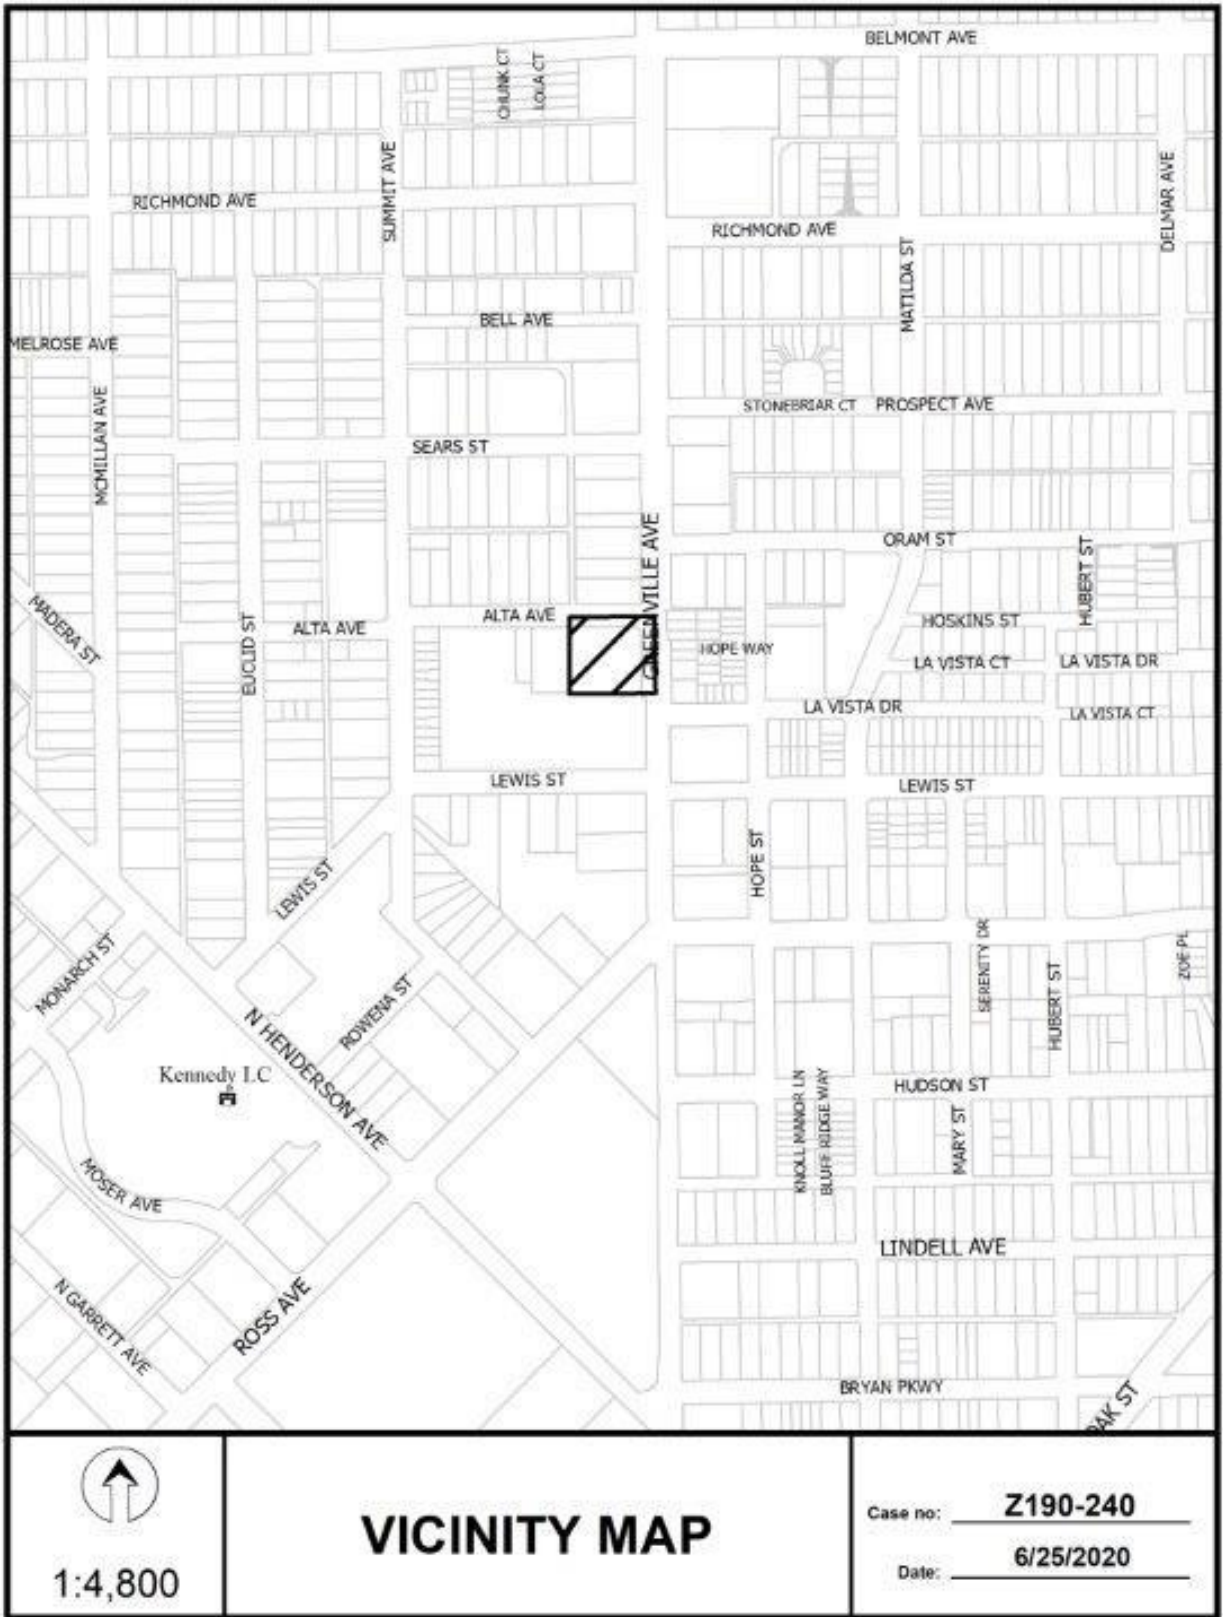 BELMONT AVE
CHUNK CT
LOLA CT
SUMMIT AVE
DELMAR AVE
RICHMOND AVE
RICHMOND AVE
MATILDA ST
BELL AVE
MELROSE AVE
MCMILLAN AVE
STONEBRIAR CT
PROSPECT AVE
SEARS ST
GREENVILLE AVE
ORAM ST
HUBERT ST
MADERA ST
EUCLID ST
ALTA AVE
ALTA AVE
HOSKINS ST
HOPE WAY
LA VISTA CT
LA VISTA DR
LA VISTA DR
LA VISTA CT
LEWIS ST
LEWIS ST
HOPE ST
LEWIS ST
MONARCH ST
SERENITY DR
ZOE PL
HUBERT ST
ROWENA ST
N HENDERSON AVE
Kennedy LC
KNOLL MANOR LN
BLUFF RIDGE WAY
HUDSON ST
MARY ST
MOSER AVE
LINDELL AVE
N GARRETT AVE
ROSS AVE
BRYAN PKWY
OAK ST
1:4,800
VICINITY MAP
Case no: Z190-240
Date: 6/25/2020